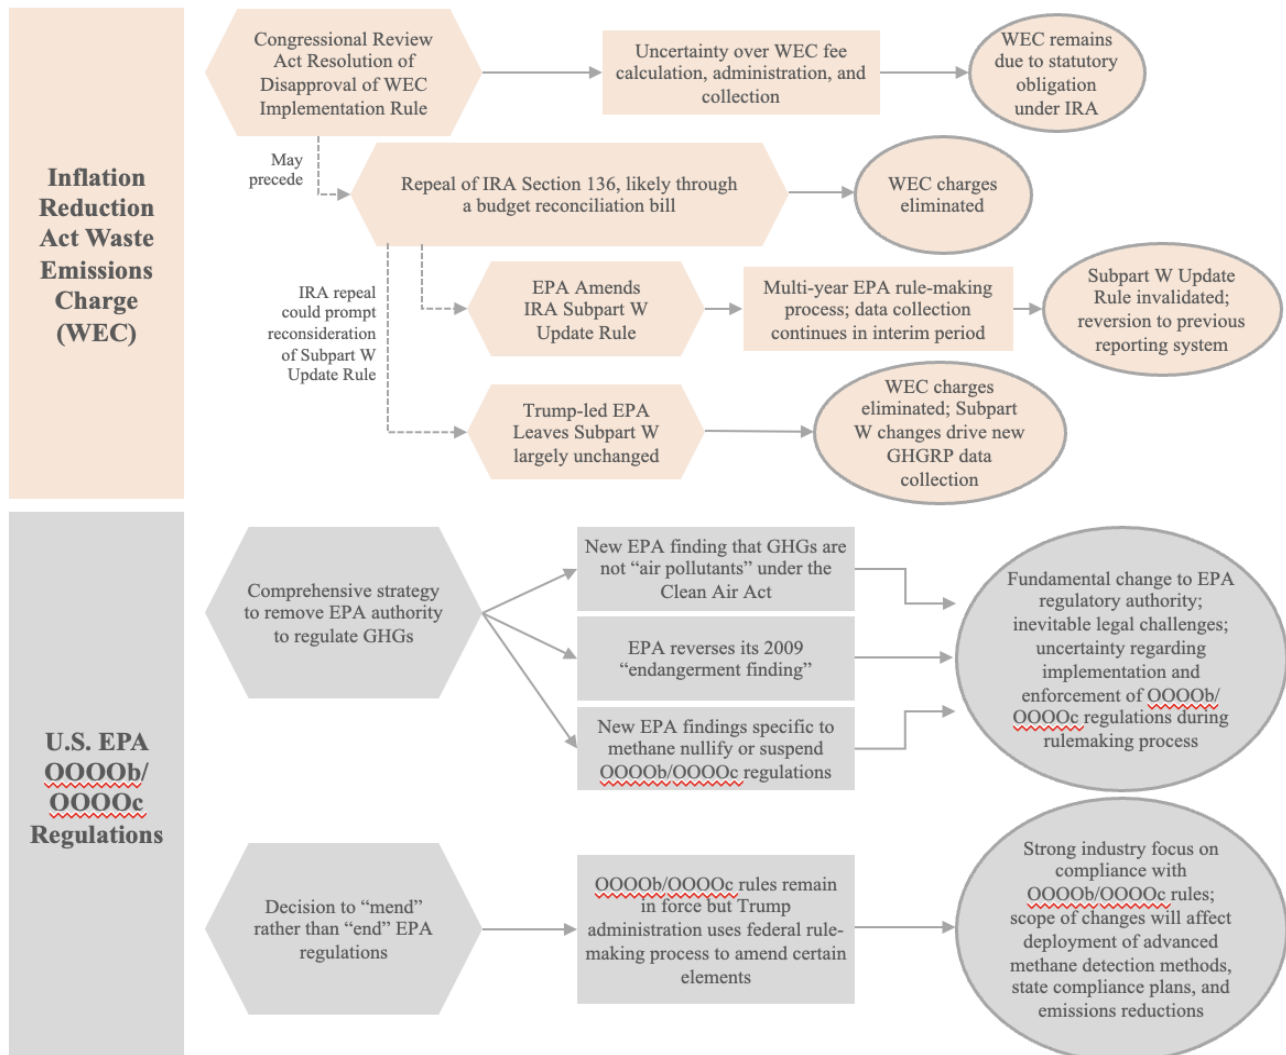 Inflation
Reduction
Act Waste
Emissions
Charge
(WEC)
Congressional Review
Act Resolution of
Disapproval of WEC
Implementation Rule
Uncertainty over WEC fee
calculation, administration, and
collection
WEC remains
due to statutory
obligation
under IRA
May
precede
Repeal of IRA Section 136, likely through
a budget reconciliation bill
WEC charges
eliminated
IRA repeal
could prompt
reconsideration
of Subpart W
Update Rule
EPA Amends
IRA Subpart W
Update Rule
Multi-year EPA rule-making
process; data collection
continues in interim period
Subpart W Update
Rule invalidated;
reversion to previous
reporting system
Trump-led EPA
Leaves Subpart W
largely unchanged
WEC charges
eliminated; Subpart
W changes drive new
GHGRP data
collection
U.S. EPA
OOOOb/
OOOOc
Regulations
Comprehensive strategy
to remove EPA authority
to regulate GHGs
New EPA finding that GHGs are
not “air pollutants” under the
Clean Air Act
EPA reverses its 2009
“endangerment finding”
New EPA findings specific to
methane nullify or suspend
OOOOb/OOOOc regulations
Fundamental change to EPA
regulatory authority;
inevitable legal challenges;
uncertainty regarding
implementation and
enforcement of OOOOb/
OOOOc regulations during
rulemaking process
Decision to “mend”
rather than “end” EPA
regulations
OOOOb/OOOOc rules remain
in force but Trump
administration uses federal rule-
making process to amend certain
elements
Strong industry focus on
compliance with
OOOOb/OOOOc rules;
scope of changes will affect
deployment of advanced
methane detection methods,
state compliance plans, and
emissions reductions